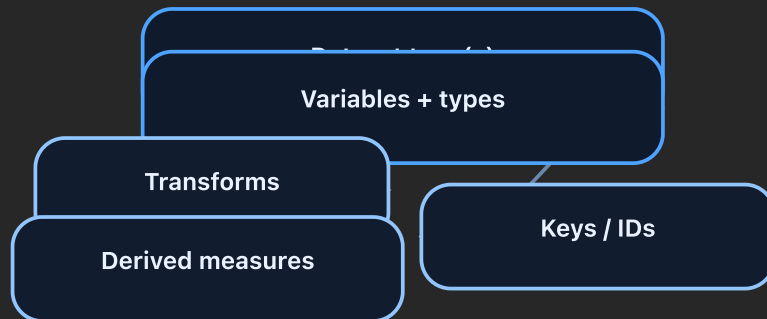 Variables + types
Transforms
Keys / IDs
Derived measures